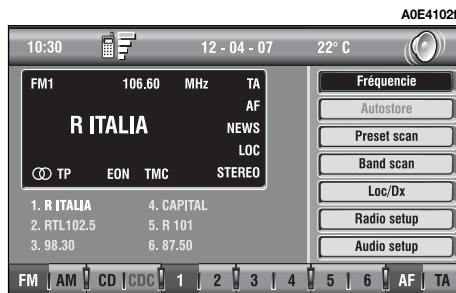 A0E4102f
10:30 12 - 04 - 07 22° C
FM1 106.60 MHz TA
AF
R ITALIA
NEWS
LOC
TP EON TMC STEREO
Fréquencie
Autostore
Preset scan
Band scan
Loc/Dx
Radio setup
Audio setup
1. R ITALIA 4. CAPITAL
2. RTL102.5 5. R 101
3. 98.30 6. 87.50
FM AM CD CDC 1 2 3 4 5 6 AF TA